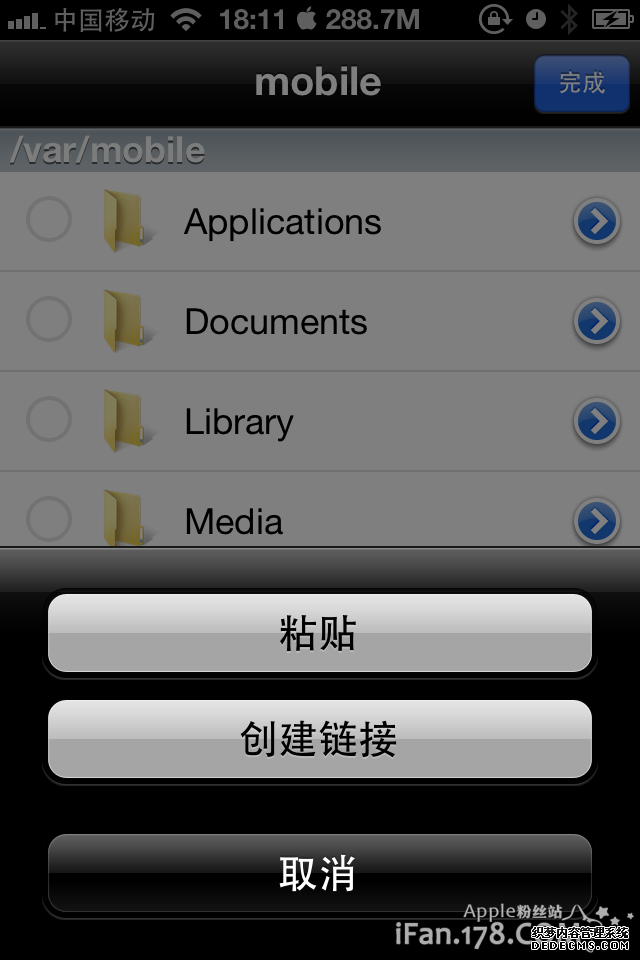 中国移动 18:11 288.7M
mobile 完成
/var/mobile
Applications
Documents
Library
Media
粘贴
创建链接
取消
Apple粉丝站
iFan.178.C
织梦内容管理系统
DEDECMS.COM